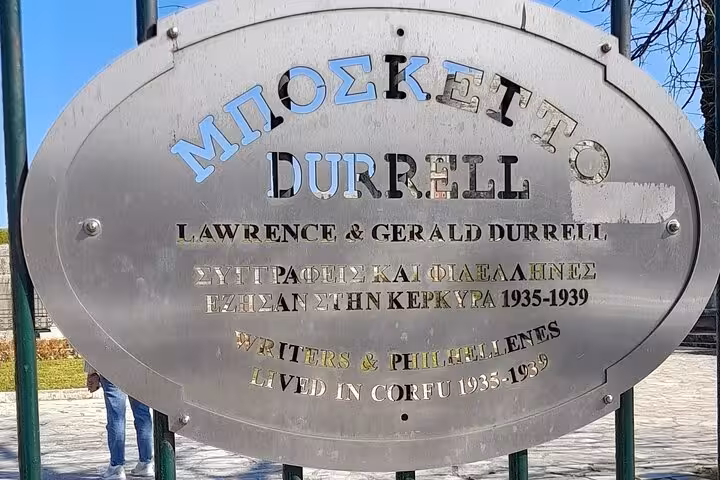 ΜΠΟΣΚΕΤΤΟ
DURRELL
LAWRENCE & GERALD DURRELL
ΣΥΓΓΡΑΦΕΙΣ ΚΑΙ ΦΙΛΕΛΛΗΝΕΣ
ΕΖΗΣΑΝ ΣΤΗΝ ΚΕΡΚΥΡΑ 1935-1939
WRITERS & PHILHELLENES
LIVED IN CORFU 1935-1939